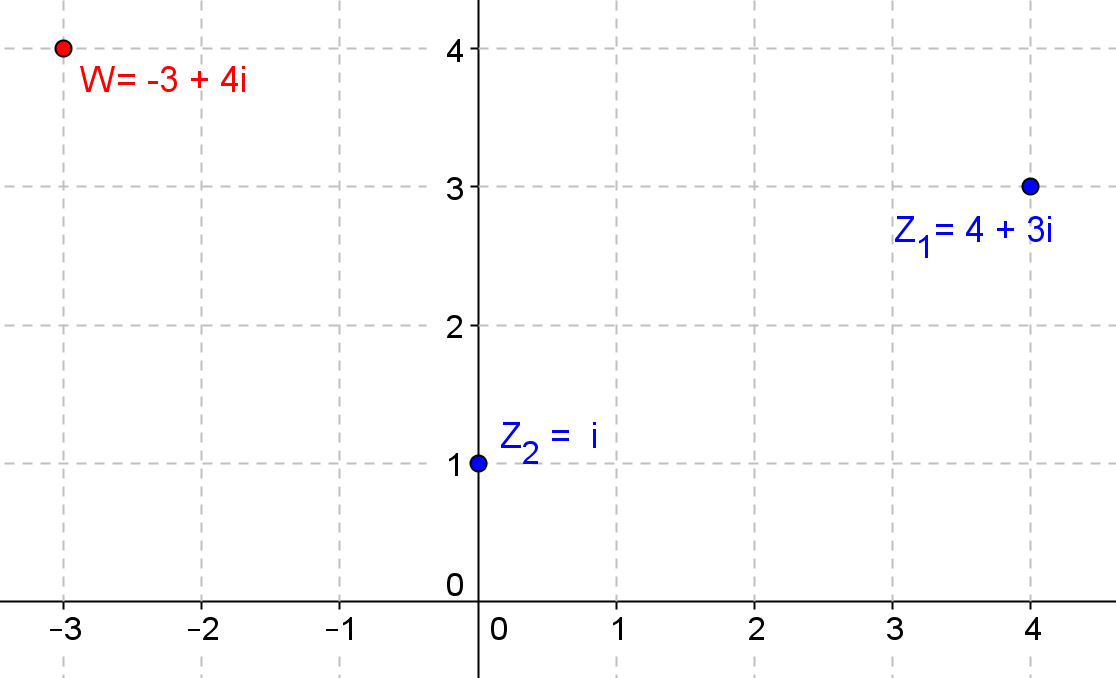 4
W= -3 + 4i
3
Z₁= 4 + 3i
2
Z₂ = i
1
0
−3 −2 −1 0 1 2 3 4